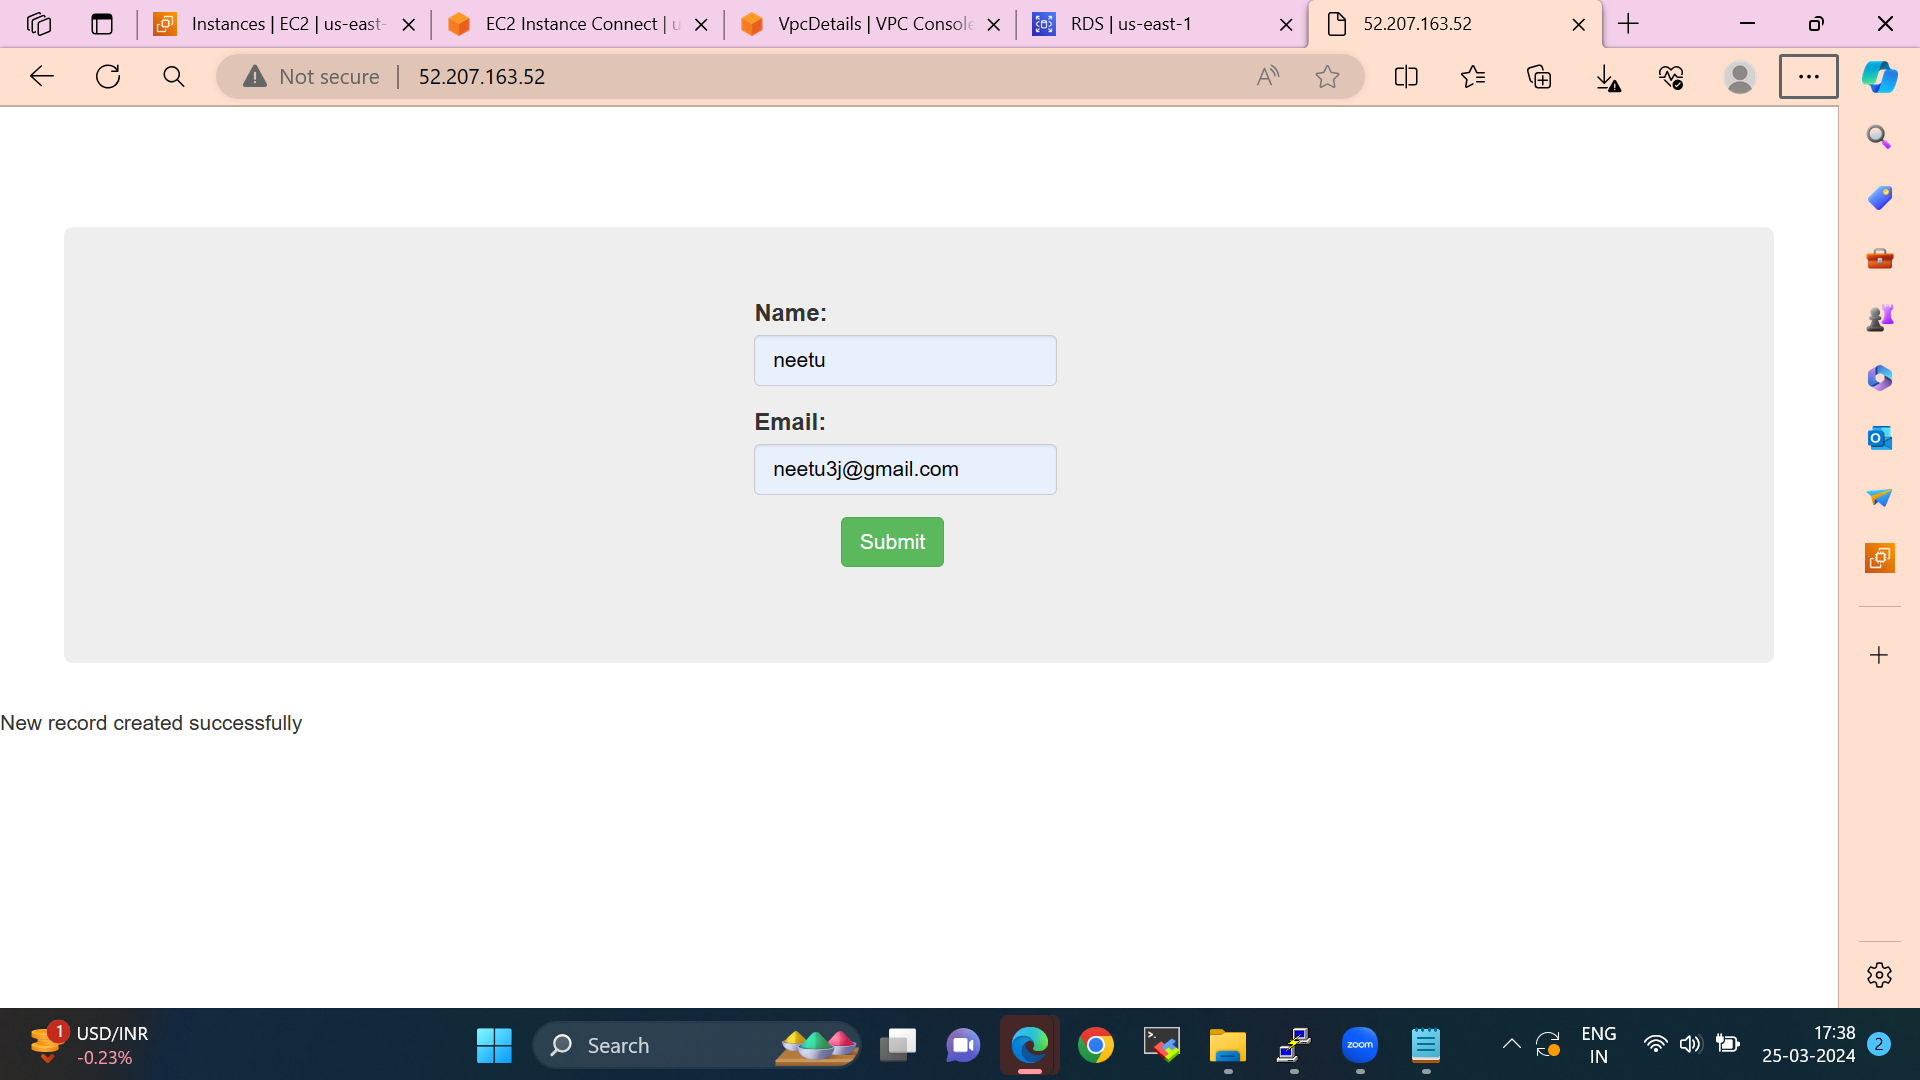 Instances | EC2 | us-east-
EC2 Instance Connect | u
VpcDetails | VPC Console
RDS | us-east-1
52.207.163.52
Not secure
52.207.163.52
Name:
neetu
Email:
neetu3j@gmail.com
Submit
New record created successfully
1
USD/INR
-0.23%
Search
zoom
ENG
IN
17:38
25-03-2024
2